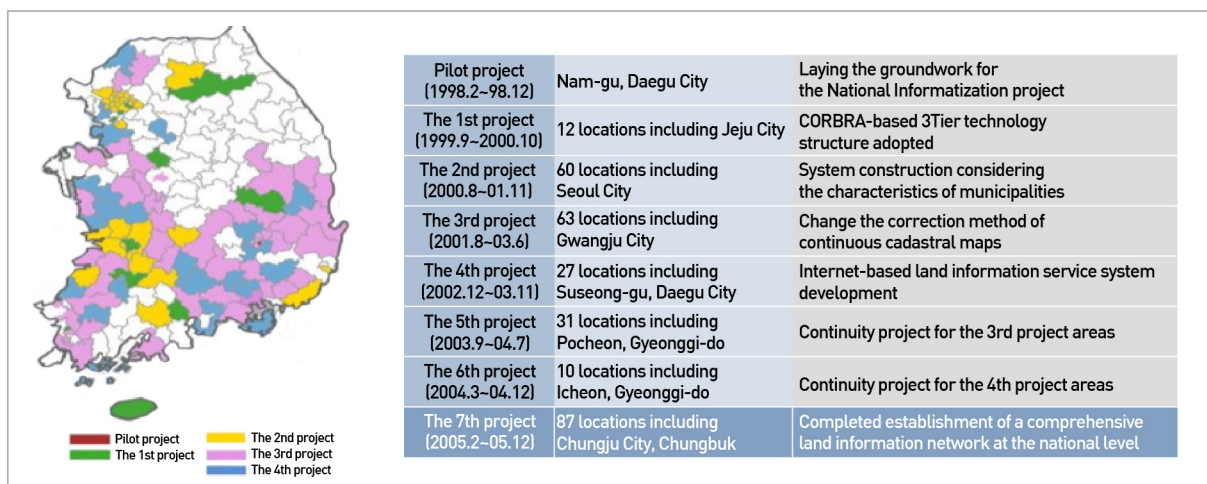 Pilot project
(1998.2~98.12)
Nam-gu, Daegu City
Laying the groundwork for
the National Informatization project
The 1st project
(1999.9~2000.10)
12 locations including Jeju City
CORBRA-based 3Tier technology
structure adopted
The 2nd project
(2000.8~01.11)
60 locations including
Seoul City
System construction considering
the characteristics of municipalities
The 3rd project
(2001.8~03.6)
63 locations including
Gwangju City
Change the correction method of
continuous cadastral maps
The 4th project
(2002.12~03.11)
27 locations including
Suseong-gu, Daegu City
Internet-based land information service system
development
The 5th project
(2003.9~04.7)
31 locations including
Pocheon, Gyeonggi-do
Continuity project for the 3rd project areas
The 6th project
(2004.3~04.12)
10 locations including
Icheon, Gyeonggi-do
Continuity project for the 4th project areas
The 7th project
(2005.2~05.12)
87 locations including
Chungju City, Chungbuk
Completed establishment of a comprehensive
land information network at the national level
Pilot project
The 1st project
The 2nd project
The 3rd project
The 4th project